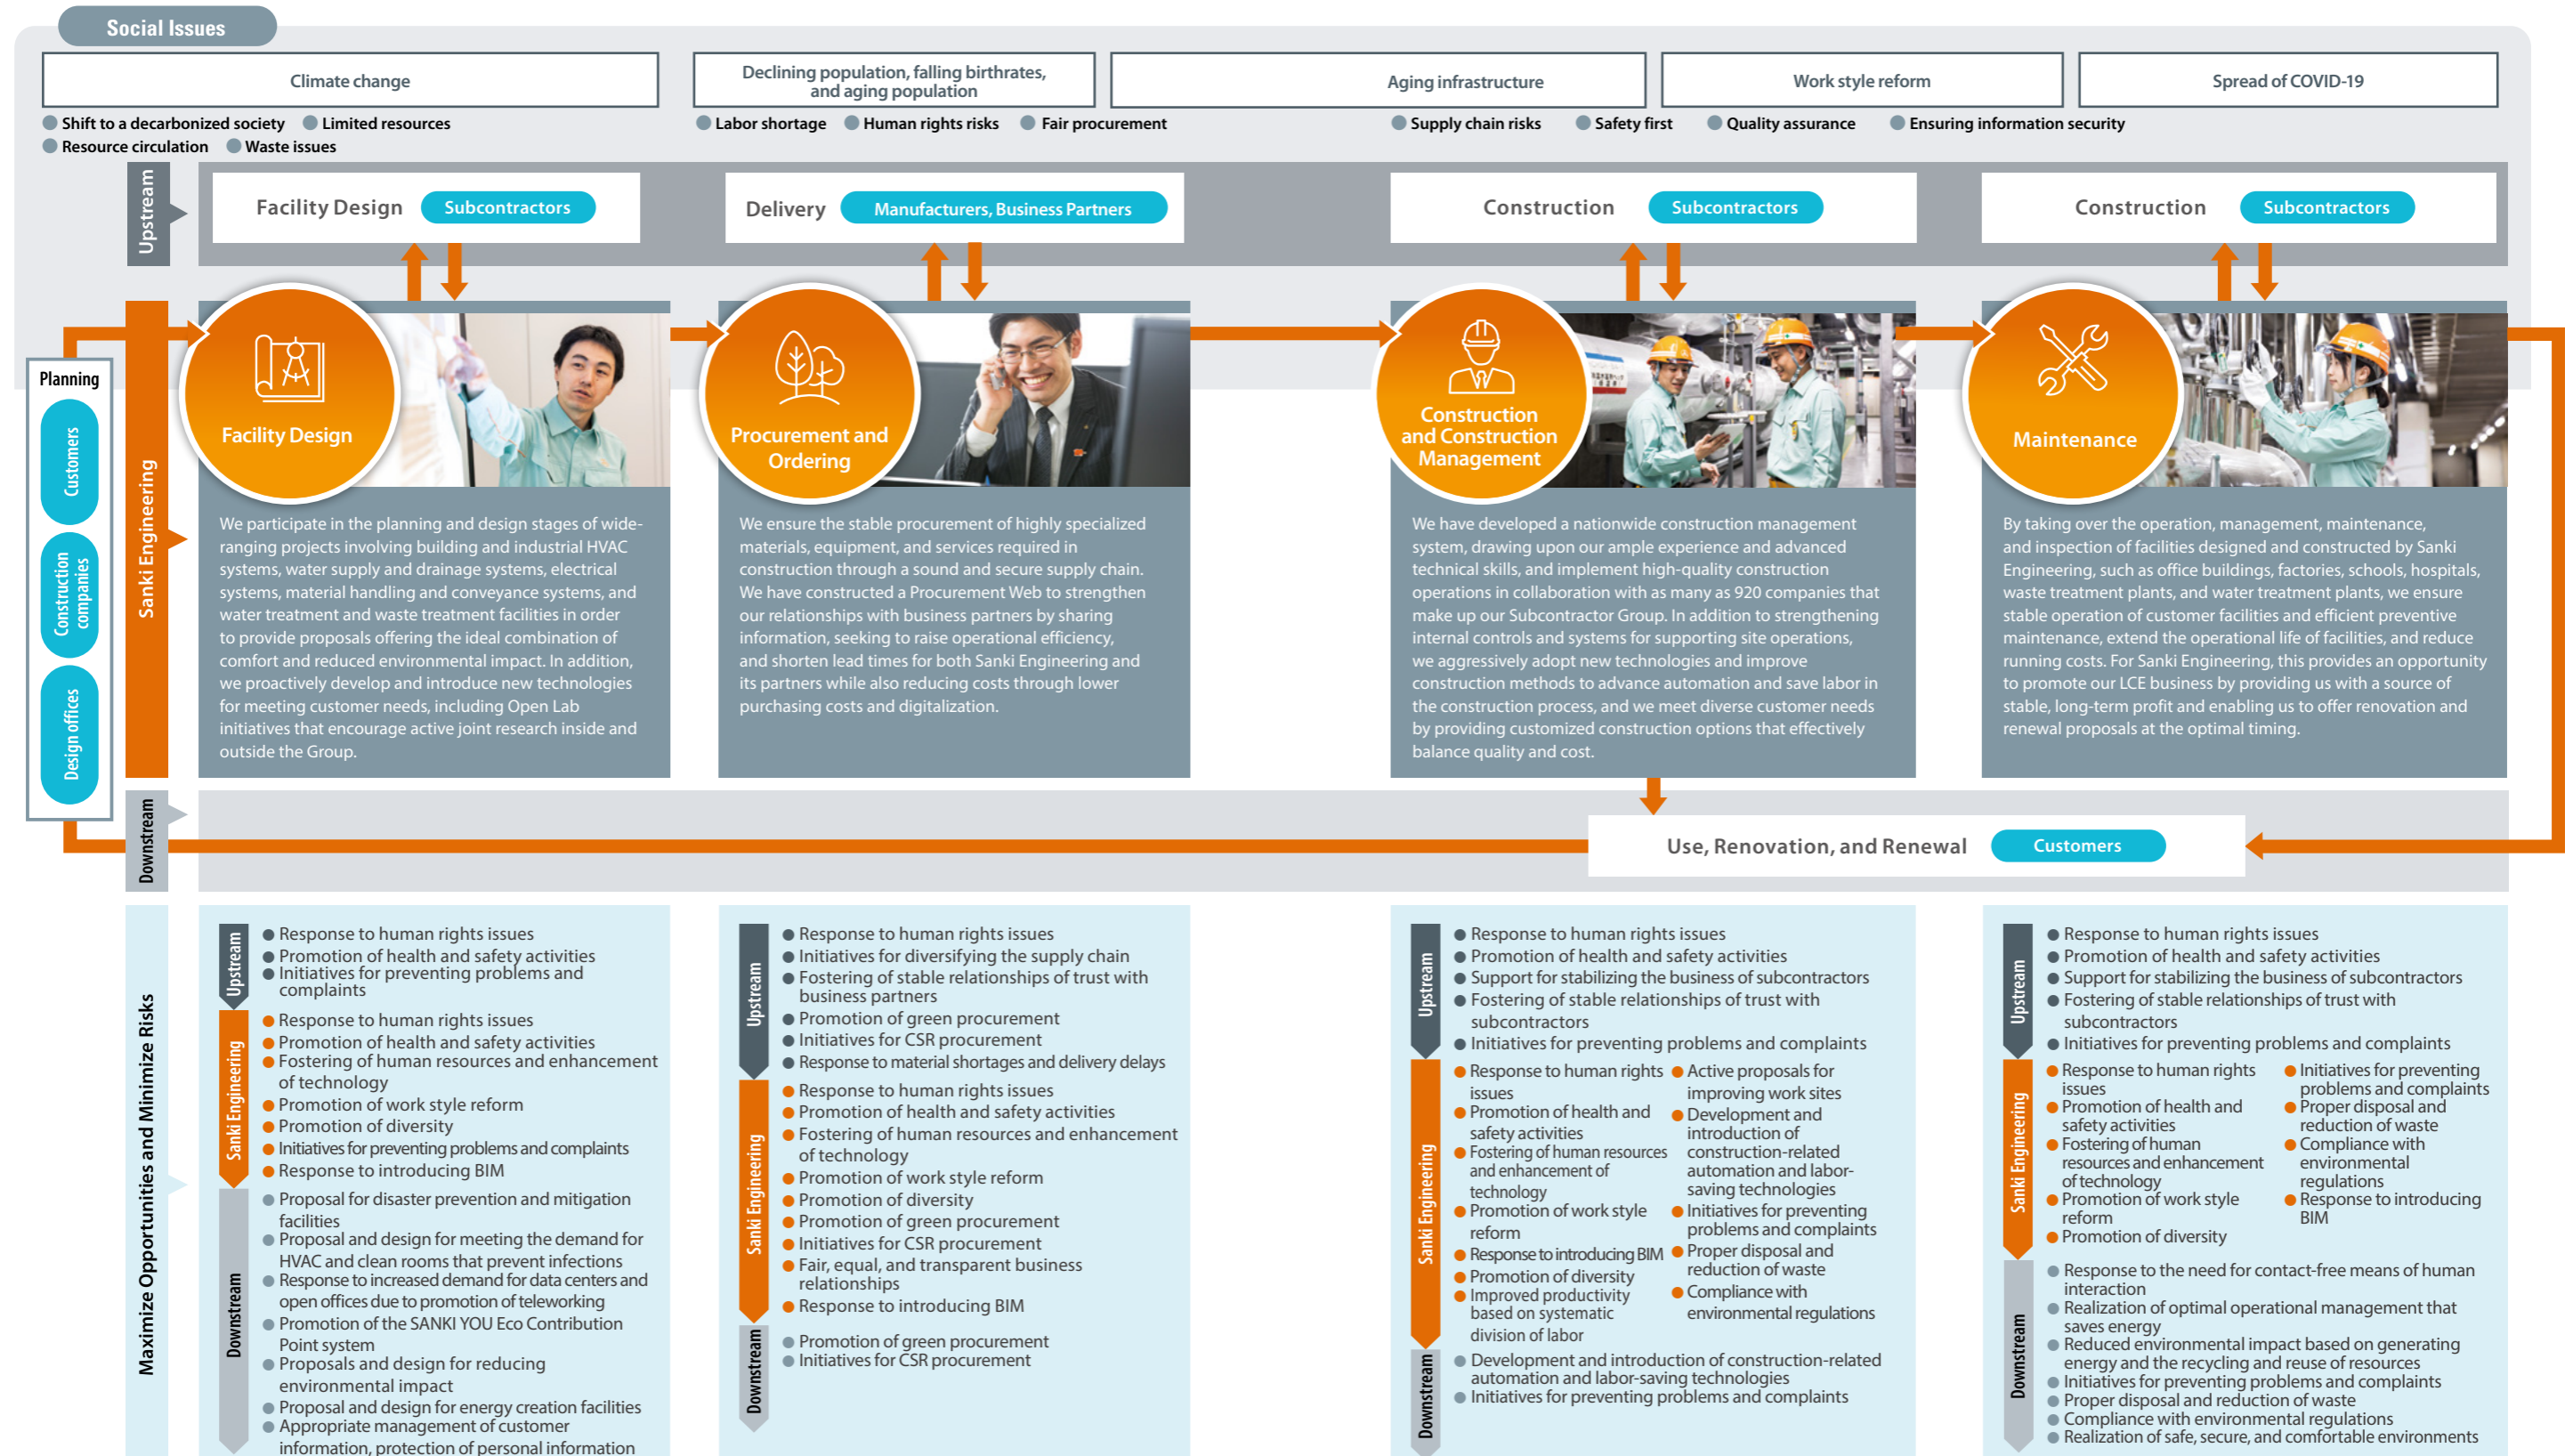 Social Issues
Climate change
Declining population, falling birthrates,
and aging population
Aging infrastructure
Work style reform
Spread of COVID-19
Shift to a decarbonized society
Limited resources
Resource circulation
Waste issues
Labor shortage
Human rights risks
Fair procurement
Supply chain risks
Safety first
Quality assurance
Ensuring information security
Upstream
Facility Design
Subcontractors
Delivery
Manufacturers, Business Partners
Construction
Subcontractors
Construction
Subcontractors
Planning
Customers
Construction
companies
Design offices
Sanki Engineering
Facility Design
We participate in the planning and design stages of wide-
ranging projects involving building and industrial HVAC
systems, water supply and drainage systems, electrical
systems, material handling and conveyance systems, and
water treatment and waste treatment facilities in order
to provide proposals offering the ideal combination of
comfort and reduced environmental impact. In addition,
we proactively develop and introduce new technologies
for meeting customer needs, including Open Lab
initiatives that encourage active joint research inside and
outside the Group.
Procurement and
Ordering
We ensure the stable procurement of highly specialized
materials, equipment, and services required in
construction through a sound and secure supply chain.
We have constructed a Procurement Web to strengthen
our relationships with business partners by sharing
information, seeking to raise operational efficiency,
and shorten lead times for both Sanki Engineering and
its partners while also reducing costs through lower
purchasing costs and digitalization.
Construction
and Construction
Management
We have developed a nationwide construction management
system, drawing upon our ample experience and advanced
technical skills, and implement high-quality construction
operations in collaboration with as many as 920 companies that
make up our Subcontractor Group. In addition to strengthening
internal controls and systems for supporting site operations,
we aggressively adopt new technologies and improve
construction methods to advance automation and save labor in
the construction process, and we meet diverse customer needs
by providing customized construction options that effectively
balance quality and cost.
Maintenance
By taking over the operation, management, maintenance,
and inspection of facilities designed and constructed by Sanki
Engineering, such as office buildings, factories, schools, hospitals,
waste treatment plants, and water treatment plants, we ensure
stable operation of customer facilities and efficient preventive
maintenance, extend the operational life of facilities, and reduce
running costs. For Sanki Engineering, this provides an opportunity
to promote our LCE business by providing us with a source of
stable, long-term profit and enabling us to offer renovation and
renewal proposals at the optimal timing.
Downstream
Use, Renovation, and Renewal
Customers
Maximize Opportunities and Minimize Risks
Upstream
Response to human rights issues
Promotion of health and safety activities
Initiatives for preventing problems and
complaints
Sanki Engineering
Response to human rights issues
Promotion of health and safety activities
Fostering of human resources and enhancement
of technology
Promotion of work style reform
Promotion of diversity
Initiatives for preventing problems and complaints
Response to introducing BIM
Downstream
Proposal for disaster prevention and mitigation
facilities
Proposal and design for meeting the demand for
HVAC and clean rooms that prevent infections
Response to increased demand for data centers and
open offices due to promotion of teleworking
Promotion of the SANKI YOU Eco Contribution
Point system
Proposals and design for reducing
environmental impact
Proposal and design for energy creation facilities
Appropriate management of customer
information, protection of personal information
Upstream
Response to human rights issues
Initiatives for diversifying the supply chain
Fostering of stable relationships of trust with
business partners
Promotion of green procurement
Initiatives for CSR procurement
Response to material shortages and delivery delays
Sanki Engineering
Response to human rights issues
Promotion of health and safety activities
Fostering of human resources and enhancement
of technology
Promotion of work style reform
Promotion of diversity
Promotion of green procurement
Initiatives for CSR procurement
Fair, equal, and transparent business
relationships
Response to introducing BIM
Downstream
Promotion of green procurement
Initiatives for CSR procurement
Upstream
Response to human rights issues
Promotion of health and safety activities
Support for stabilizing the business of subcontractors
Fostering of stable relationships of trust with
subcontractors
Initiatives for preventing problems and complaints
Sanki Engineering
Response to human rights
issues
Promotion of health and
safety activities
Fostering of human resources
and enhancement of
technology
Promotion of work style
reform
Response to introducing BIM
Promotion of diversity
Improved productivity
based on systematic
division of labor
Active proposals for
improving work sites
Development and
introduction of
construction-related
automation and labor-
saving technologies
Initiatives for preventing
problems and complaints
Proper disposal and
reduction of waste
Compliance with
environmental regulations
Downstream
Development and introduction of construction-related
automation and labor-saving technologies
Initiatives for preventing problems and complaints
Upstream
Response to human rights issues
Promotion of health and safety activities
Support for stabilizing the business of subcontractors
Fostering of stable relationships of trust with
subcontractors
Initiatives for preventing problems and complaints
Sanki Engineering
Response to human rights
issues
Promotion of health and
safety activities
Fostering of human
resources and enhancement
of technology
Promotion of work style
reform
Promotion of diversity
Initiatives for preventing
problems and complaints
Proper disposal and
reduction of waste
Compliance with
environmental
regulations
Response to introducing
BIM
Downstream
Response to the need for contact-free means of human
interaction
Realization of optimal operational management that
saves energy
Reduced environmental impact based on generating
energy and the recycling and reuse of resources
Initiatives for preventing problems and complaints
Proper disposal and reduction of waste
Compliance with environmental regulations
Realization of safe, secure, and comfortable environments